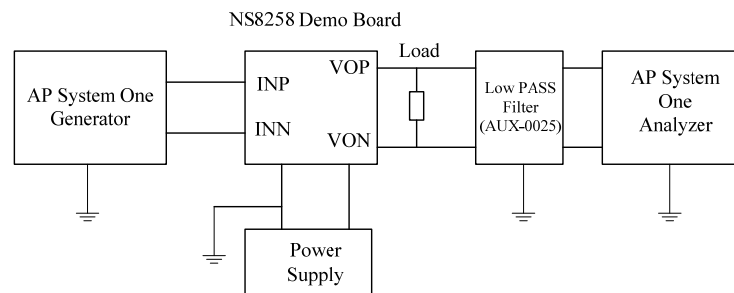 NS8258 Demo Board
AP System One
Generator
INP
INN
VOP
VON
Load
Low PASS
Filter
(AUX-0025)
AP System
One
Analyzer
Power
Supply